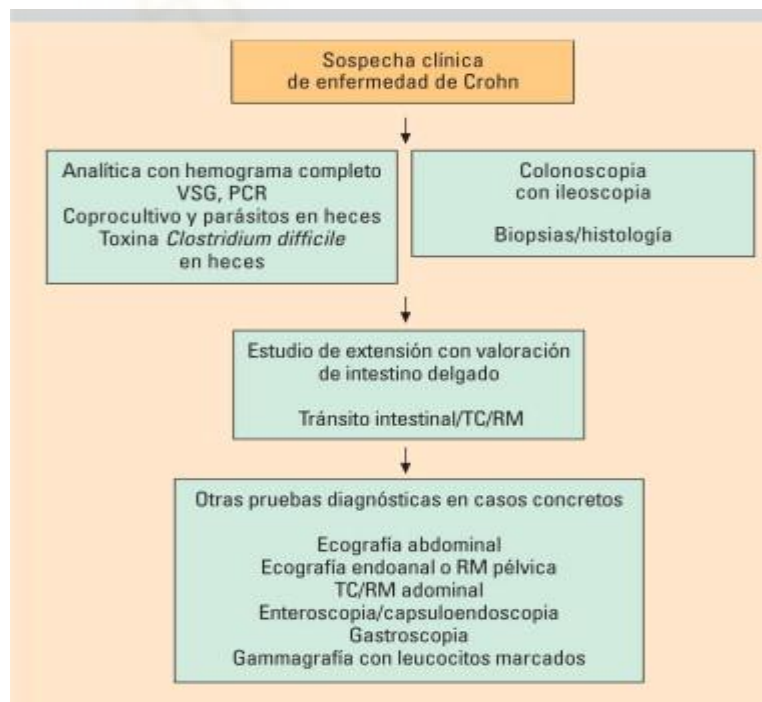 Sospecha clínica
de enfermedad de Crohn
Analítica con hemograma completo
VSG, PCR
Coprocultivo y parásitos en heces
Toxina Clostridium difficile
en heces
Colonoscopia
con ileoscopia
Biopsias/histología
Estudio de extensión con valoración
de intestino delgado
Tránsito intestinal/TC/RM
Otras pruebas diagnósticas en casos concretos
Ecografía abdominal
Ecografía endoanal o RM pélvica
TC/RM adominal
Enteroscopia/capsuloendoscopia
Gastroscopia
Gammagrafía con leucocitos marcados